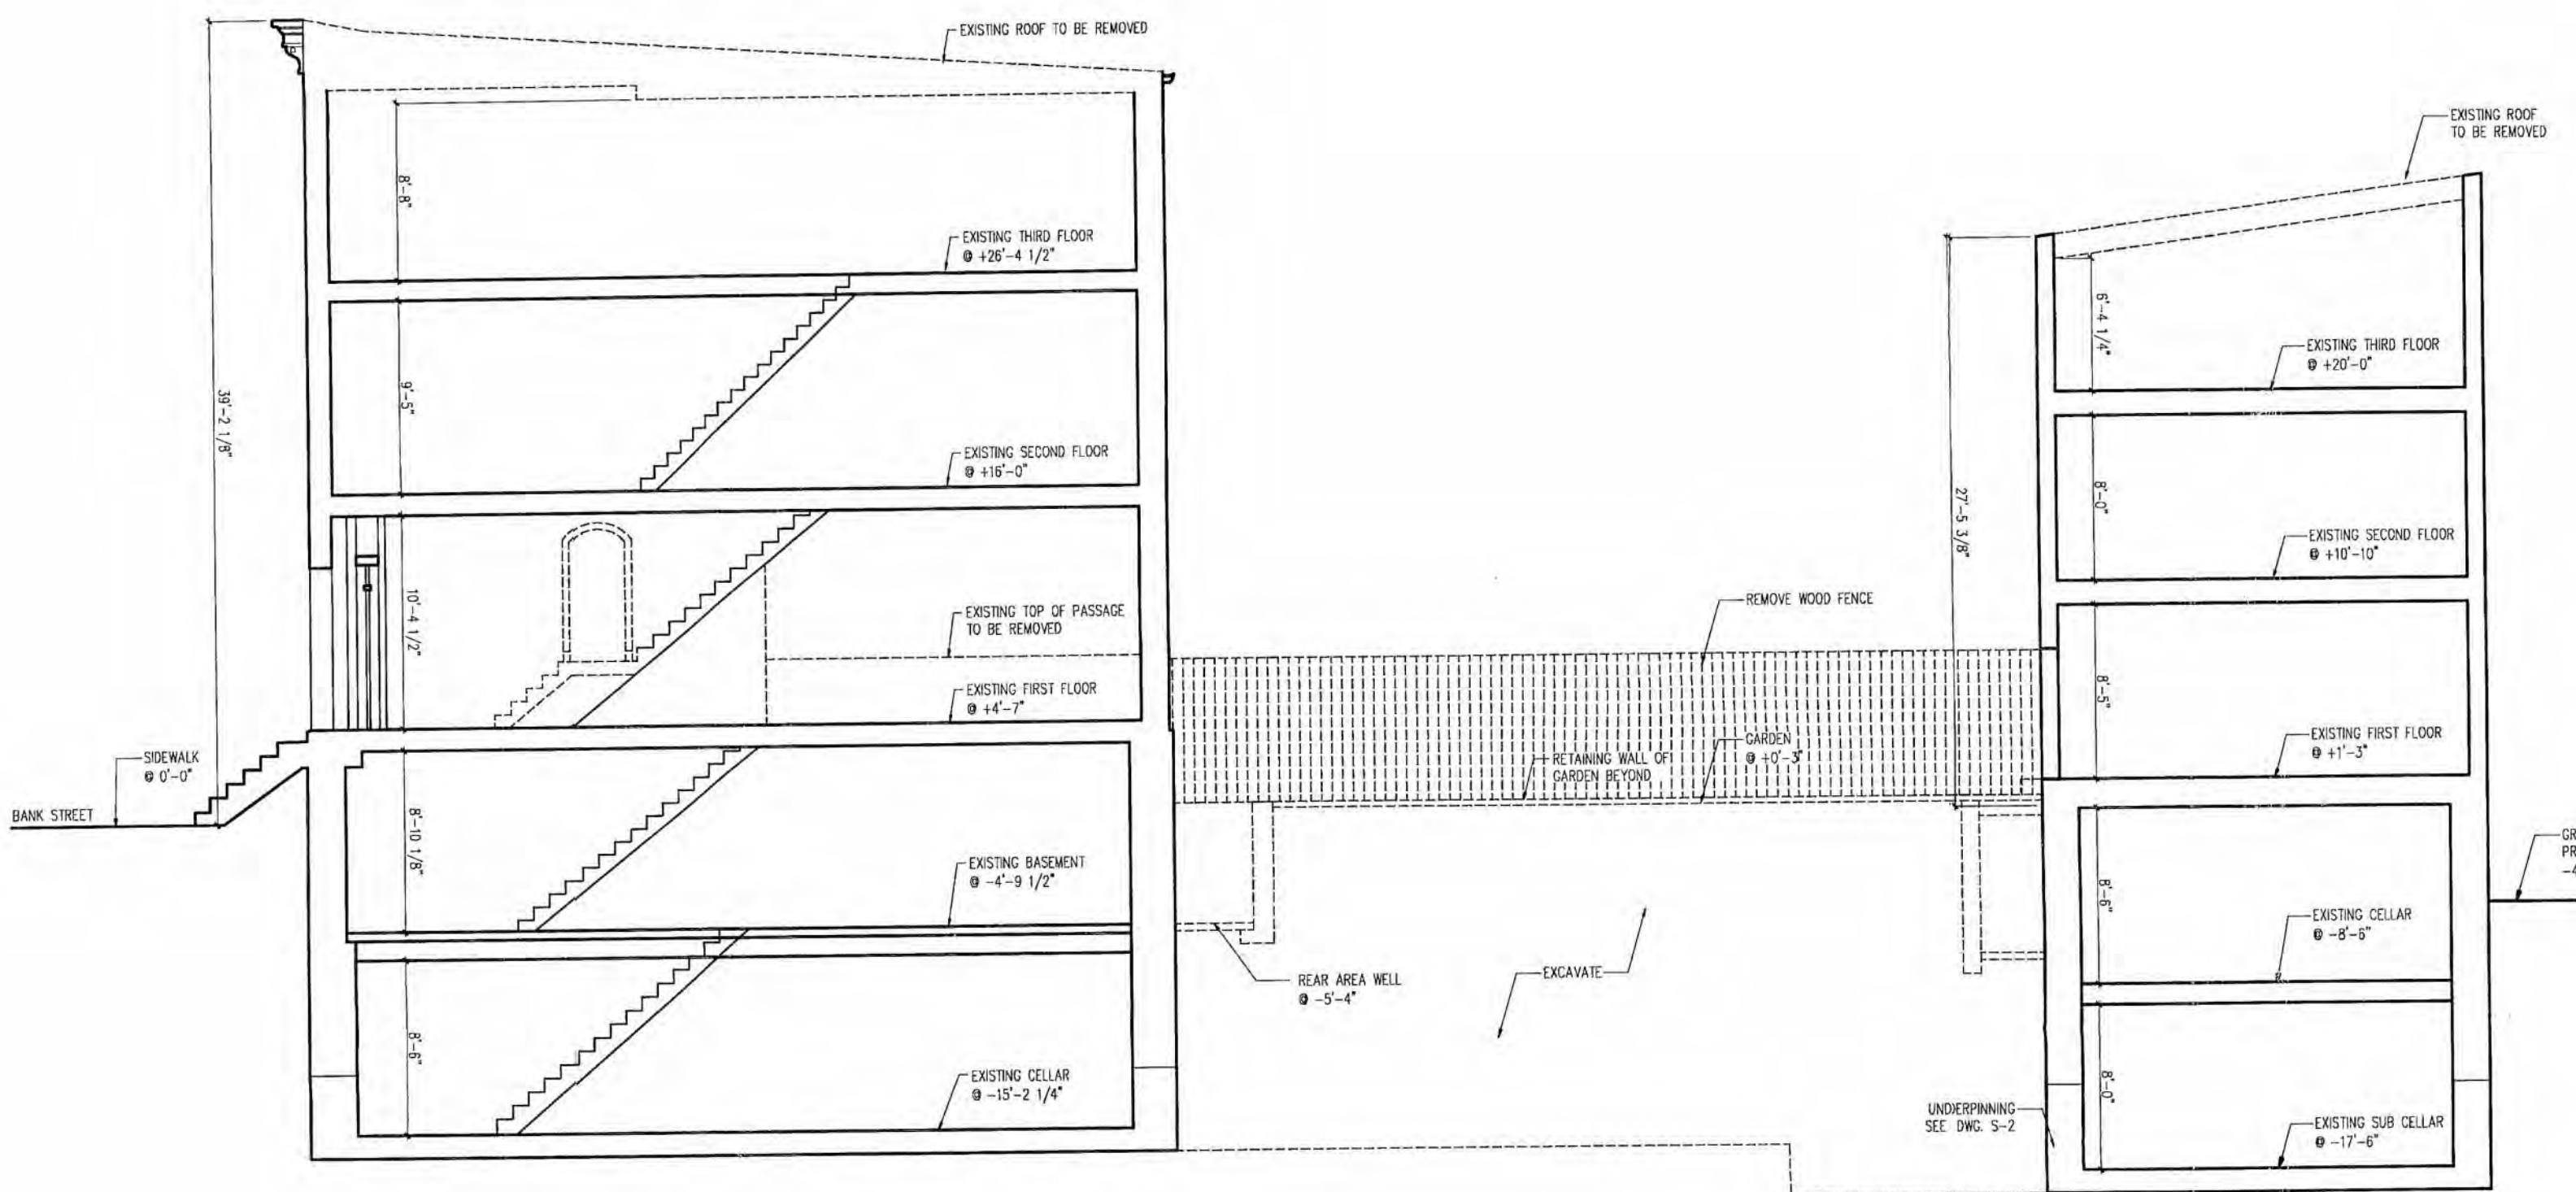 EXISTING ROOF TO BE REMOVED
EXISTING ROOF
TO BE REMOVED
8'-8"
EXISTING THIRD FLOOR
@ +26'-4 1/2"
39'-2 1/8"
9'-5"
EXISTING SECOND FLOOR
@ +16'-0"
10'-4 1/2"
EXISTING TOP OF PASSAGE
TO BE REMOVED
EXISTING FIRST FLOOR
@ +4'-7"
SIDEWALK
@ 0'-0"
BANK STREET
8'-10 1/8"
EXISTING BASEMENT
@ -4'-9 1/2"
8'-6"
EXISTING CELLAR
@ -15'-2 1/4"
REMOVE WOOD FENCE
RETAINING WALL OF
GARDEN BEYOND
GARDEN
@ +0'-3"
REAR AREA WELL
@ -5'-4"
EXCAVATE
27'-5 3/8"
6'-4 1/4"
EXISTING THIRD FLOOR
@ +20'-0"
8'-0"
EXISTING SECOND FLOOR
@ +10'-10"
8'-5"
EXISTING FIRST FLOOR
@ +1'-3"
8'-6"
EXISTING CELLAR
@ -8'-6"
8'-0"
EXISTING SUB CELLAR
@ -17'-6"
UNDERPINNING
SEE DWG. S-2